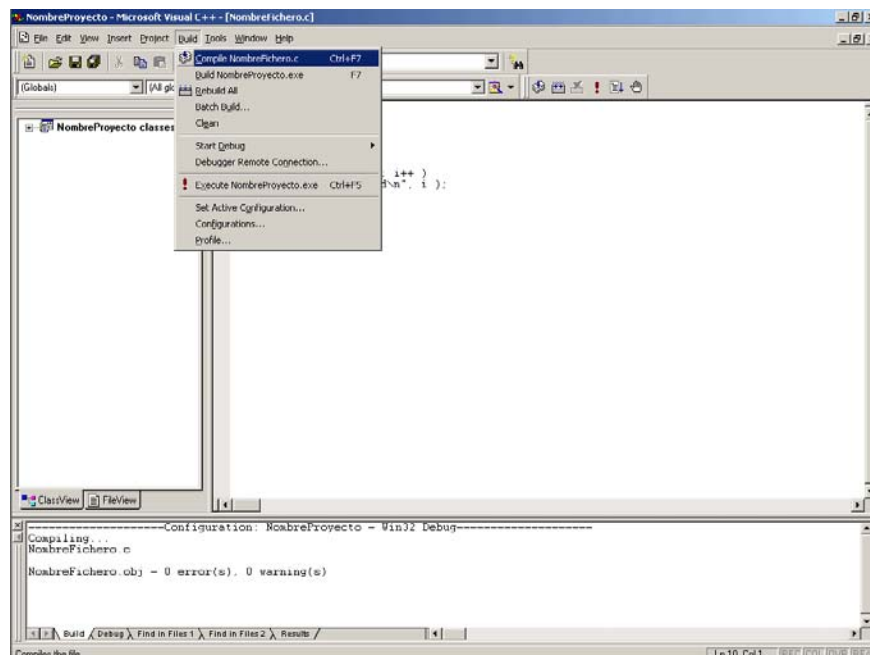 NombreProyecto - Microsoft Visual C++ - [NombreFichero.c]
File Edit View Insert Project Build Tools Window Help
Compile NombreFichero.c Ctrl+F7
Build NombreProyecto.exe F7
(Globals)
Rebuild All
Batch Build...
Clean
NombreProyecto classes
Start Debug
Debugger Remote Connection...
i++ )
d\n", i );
Execute NombreProyecto.exe Ctrl+F5
Set Active Configuration...
Configurations...
Profile...
ClassView FileView
--------------------Configuration: NombreProyecto - Win32 Debug--------------------
Compiling...
NombreFichero.c
NombreFichero.obj - 0 error(s), 0 warning(s)
Build Debug Find in Files 1 Find in Files 2 Results
Compiles the file
Ln 10, Col 1 REC COL OVR